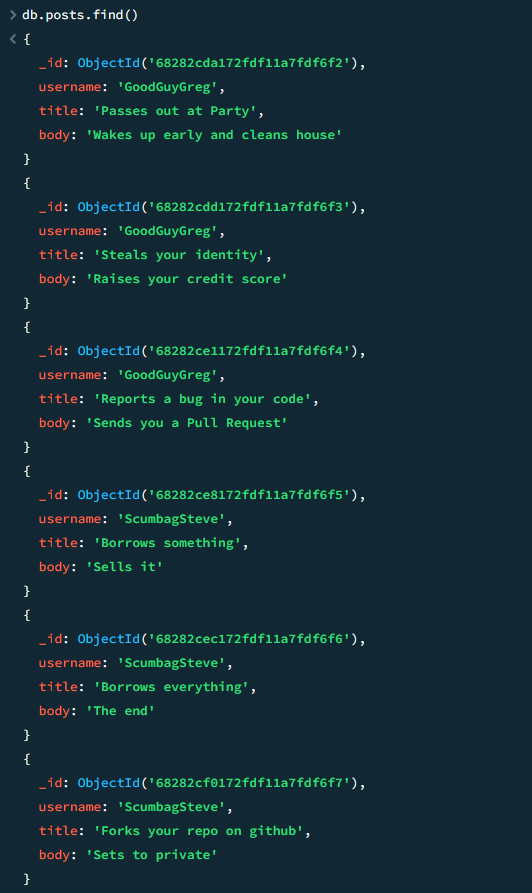 > db.posts.find()
< {
_id: ObjectId('68282cda172fdf11a7fdf6f2'),
username: 'GoodGuyGreg',
title: 'Passes out at Party',
body: 'Wakes up early and cleans house'
}
{
_id: ObjectId('68282cdd172fdf11a7fdf6f3'),
username: 'GoodGuyGreg',
title: 'Steals your identity',
body: 'Raises your credit score'
}
{
_id: ObjectId('68282ce1172fdf11a7fdf6f4'),
username: 'GoodGuyGreg',
title: 'Reports a bug in your code',
body: 'Sends you a Pull Request'
}
{
_id: ObjectId('68282ce8172fdf11a7fdf6f5'),
username: 'ScumbagSteve',
title: 'Borrows something',
body: 'Sells it'
}
{
_id: ObjectId('68282cec172fdf11a7fdf6f6'),
username: 'ScumbagSteve',
title: 'Borrows everything',
body: 'The end'
}
{
_id: ObjectId('68282cf0172fdf11a7fdf6f7'),
username: 'ScumbagSteve',
title: 'Forks your repo on github',
body: 'Sets to private'
}